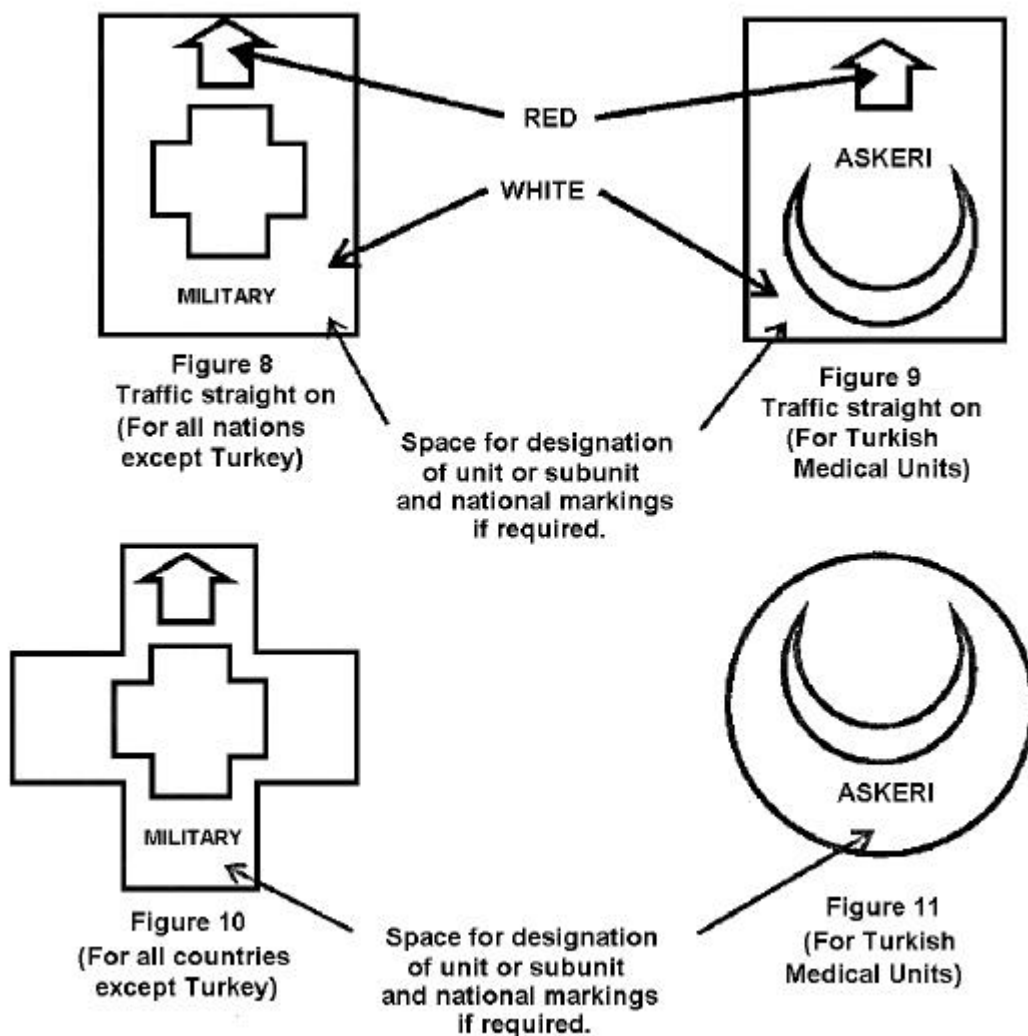 RED
WHITE
MILITARY
ASKERI
Figure 8
Traffic straight on
(For all nations
except Turkey)
Figure 9
Traffic straight on
(For Turkish
Medical Units)
Space for designation
of unit or subunit
and national markings
if required.
MILITARY
ASKERI
Figure 10
(For all countries
except Turkey)
Figure 11
(For Turkish
Medical Units)
Space for designation
of unit or subunit
and national markings
if required.